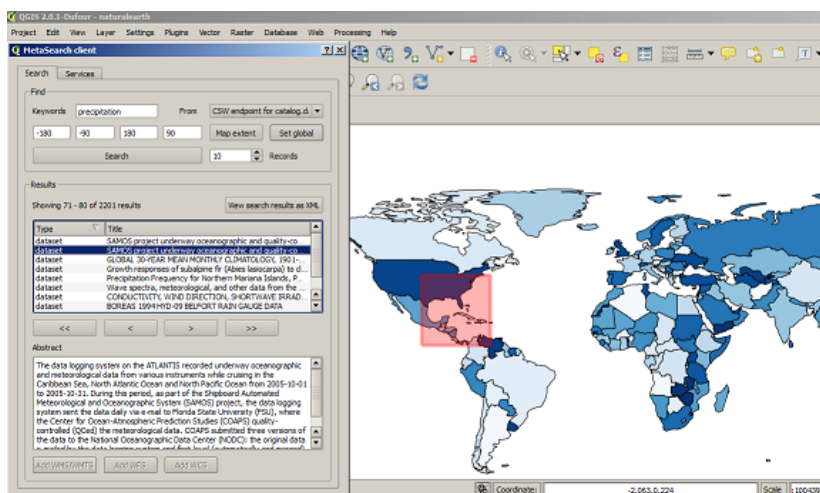 QGIS 2.0.1-Dufour - naturalearth
Project Edit View Layer Settings Plugins Vector Raster Database Web Processing Help
MetaSearch client
Search Services
Find
Keywords precipitation From CSW endpoint for catalog.d
-180 -90 180 90 Map extent Set global
Search 10 Records
Results
Showing 71 - 80 of 2201 results View search results as XML
Type Title
dataset SAMOS project underway oceanographic and quality-co
dataset SAMOS project underway oceanographic and quality-co
dataset GLOBAL 30-YEAR MEAN MONTHLY CLIMATOLOGY, 1901-...
dataset Growth responses of subalpine fir (Abies lasiocarpa) to d...
dataset Precipitation Frequency for Northern Mariana Islands, P...
dataset Wave spectra, meteorological, and other data from the ...
dataset CONDUCTIVITY, WIND DIRECTION, SHORTWAVE IRRAD...
dataset BOREAS 1994 HYD-09 BELFORT RAIN GAUGE DATA
<< < > >>
Abstract
The data logging system on the ATLANTIS recorded underway oceanographic
and meteorological data from various instruments while cruising in the
Caribbean Sea, North Atlantic Ocean and North Pacific Ocean from 2005-10-01
to 2005-10-31. During this period, as part of the Shipboard Automated
Meteorological and Oceanographic System (SAMOS) project, the data logging
system sent the data daily via e-mail to Florida State University (FSU), where
the Center for Ocean-Atmospheric Prediction Studies (COAPS) quality-
controlled (QCed) the meteorological data. COAPS submitted three versions of
the data to the National Oceanographic Data Center (NODC): the original data
Add WMS/WMTS Add WFS Add WCS
Coordinate: -2.063,0.224 Scale 1:100439